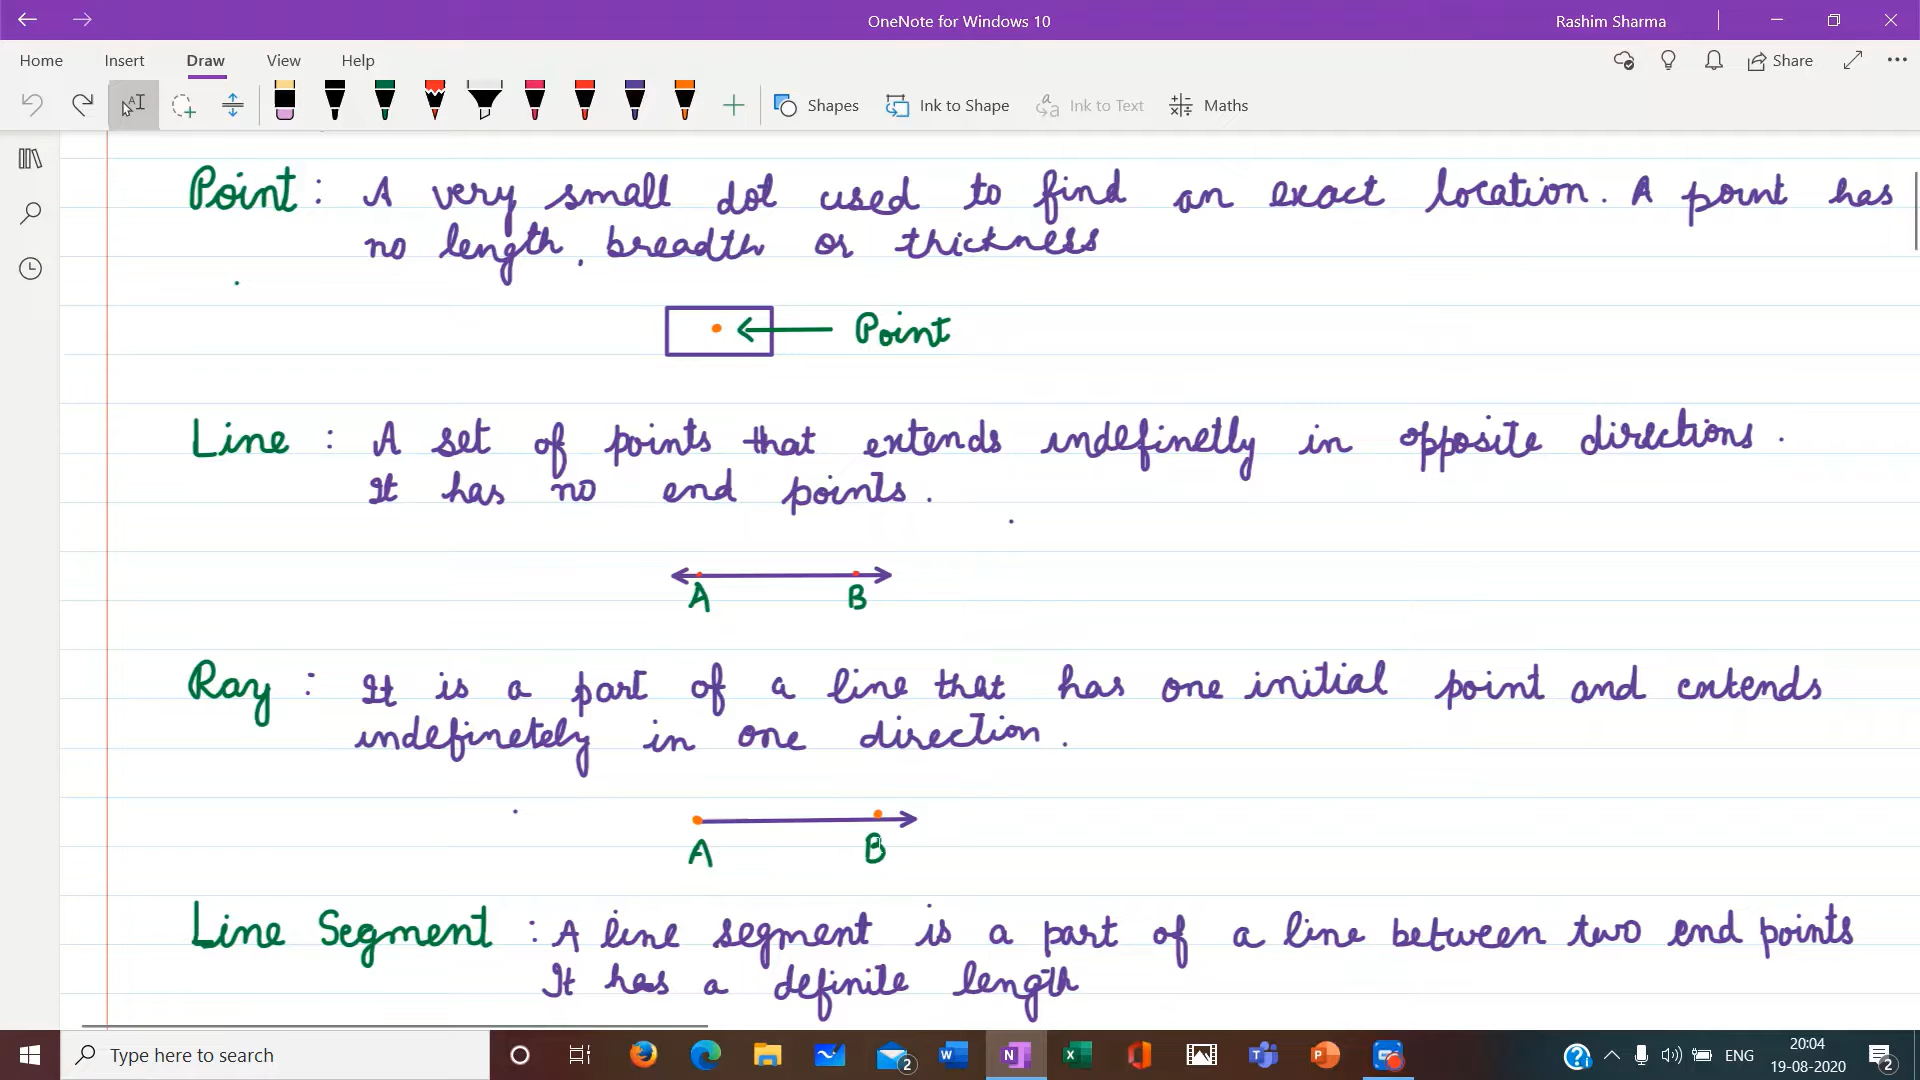 OneNote for Windows 10
Rashim Sharma
Home Insert Draw View Help
Share
Shapes Ink to Shape Ink to Text Maths
Point : A very small dot used to find an exact location. A point has
no length, breadth or thickness
Point
Line : A set of points that extends indefinetly in opposite directions.
It has no end points.
A B
Ray : It is a part of a line that has one initial point and extends
indefinetely in one direction.
A B
Line Segment : A line segment is a part of a line between two end points
It has a definite length
Type here to search
2
ENG
20:04
19-08-2020
2